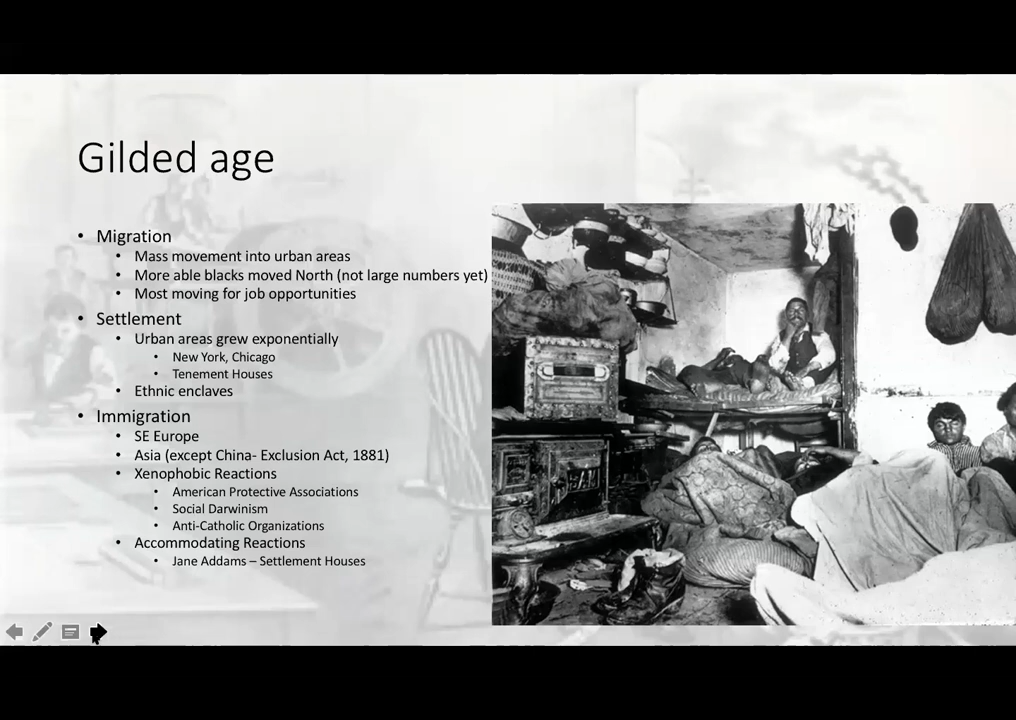 Gilded age
• Migration
• Mass movement into urban areas
• More able blacks moved North (not large numbers yet)
• Most moving for job opportunities
• Settlement
• Urban areas grew exponentially
• New York, Chicago
• Tenement Houses
• Ethnic enclaves
• Immigration
• SE Europe
• Asia (except China- Exclusion Act, 1881)
• Xenophobic Reactions
• American Protective Associations
• Social Darwinism
• Anti-Catholic Organizations
• Accommodating Reactions
• Jane Addams – Settlement Houses